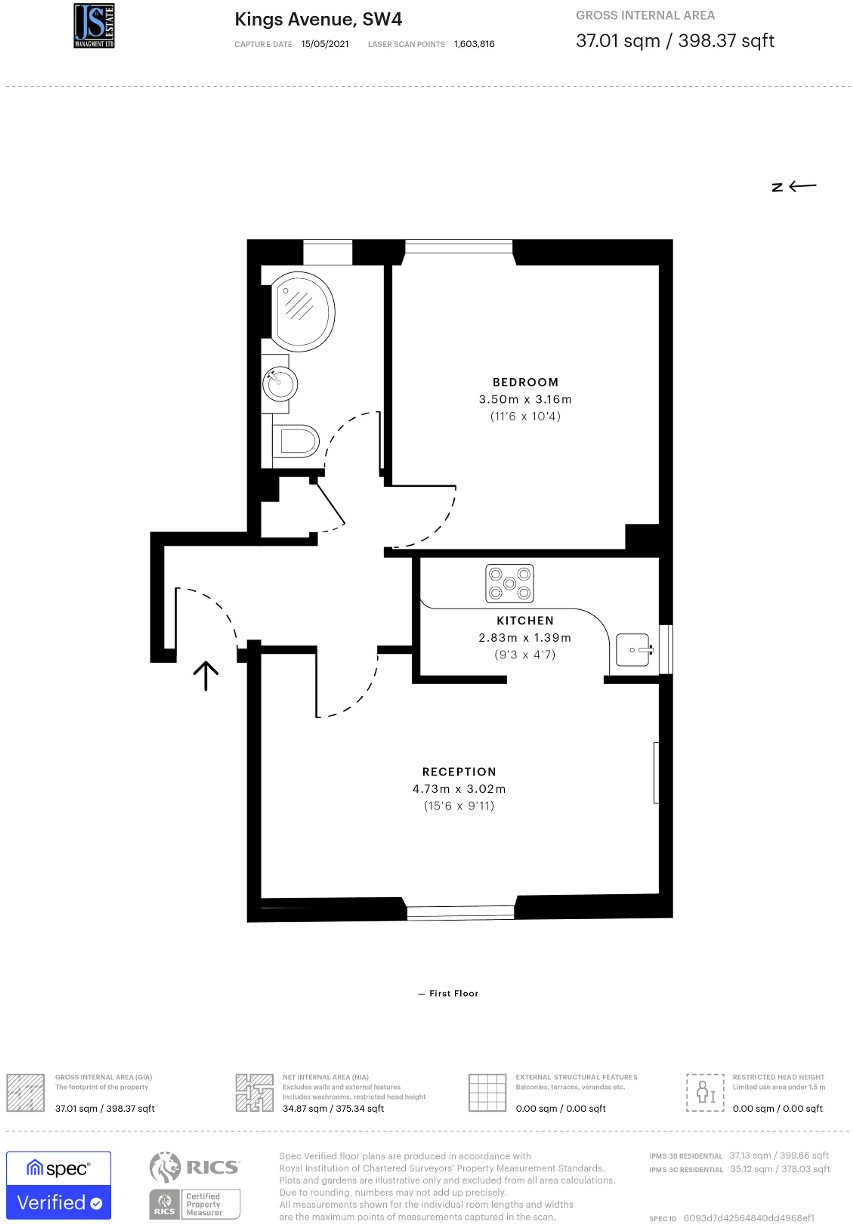 JS ESTATE
MANAGMENT LTD
Kings Avenue, SW4
CAPTURE DATE 15/05/2021 LASER SCAN POINTS 1,603,816
GROSS INTERNAL AREA
37.01 sqm / 398.37 sqft
N
BEDROOM
3.50m x 3.16m
(11'6 x 10'4)
KITCHEN
2.83m x 1.39m
(9'3 x 4'7)
RECEPTION
4.73m x 3.02m
(15'6 x 9'11)
— First Floor
GROSS INTERNAL AREA (GIA)
The footprint of the property
37.01 sqm / 398.37 sqft
NET INTERNAL AREA (NIA)
Excludes walls and external features
Includes washrooms, restricted head height
34.87 sqm / 375.34 sqft
EXTERNAL STRUCTURAL FEATURES
Balconies, terraces, verandas etc.
0.00 sqm / 0.00 sqft
RESTRICTED HEAD HEIGHT
Limited use area under 1.5 m
0.00 sqm / 0.00 sqft
spec®
Verified
RICS
RICS
Certified
Property
Measurer
Spec Verified floor plans are produced in accordance with
Royal Institution of Chartered Surveyors' Property Measurement Standards.
Plots and gardens are illustrative only and excluded from all area calculations.
Due to rounding, numbers may not add up precisely.
All measurements shown for the individual room lengths and widths
are the maximum points of measurements captured in the scan.
IPMS 3B RESIDENTIAL 37.13 sqm / 399.66 sqft
IPMS 3C RESIDENTIAL 35.12 sqm / 378.03 sqft
SPEC ID 6093d7d42564840dd4968ef1